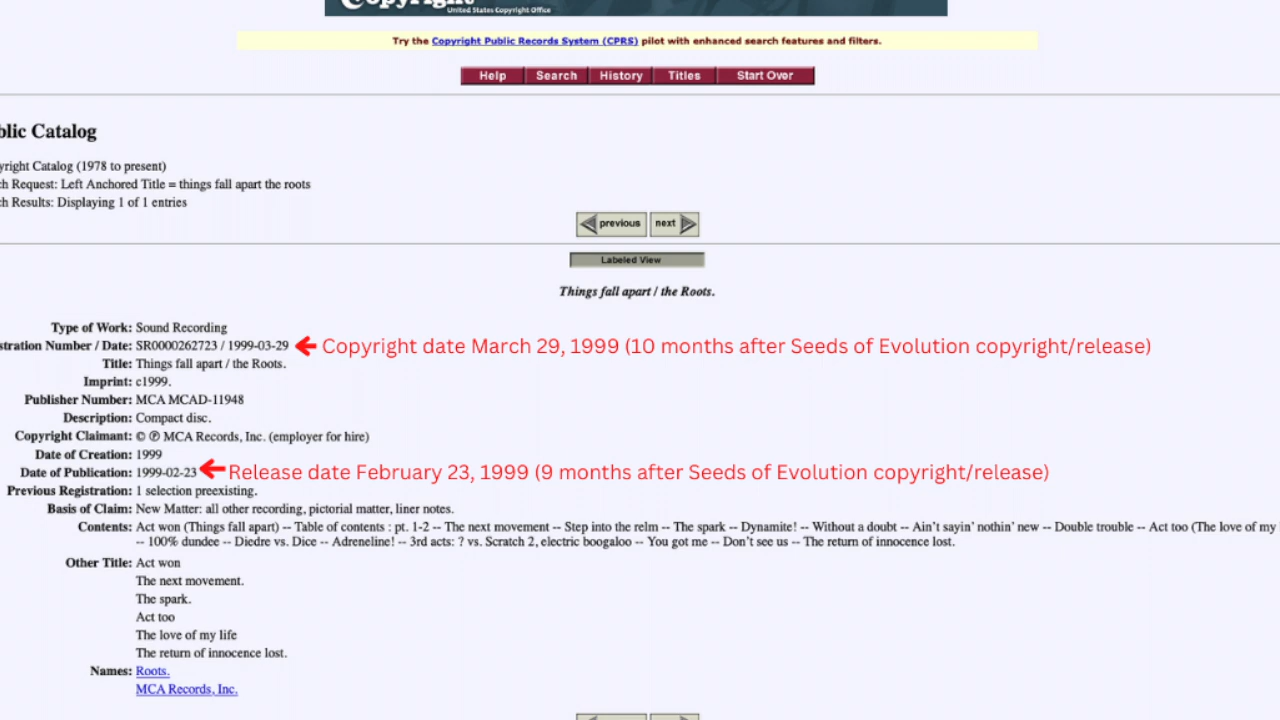 Copyright
United States Copyright Office
Try the Copyright Public Records System (CPRS) pilot with enhanced search features and filters.
Help Search History Titles Start Over
blic Catalog
yright Catalog (1978 to present)
ch Request: Left Anchored Title = things fall apart the roots
ch Results: Displaying 1 of 1 entries
previous next
Labeled View
Things fall apart / the Roots.
Type of Work: Sound Recording
stration Number / Date: SR0000262723 / 1999-03-29 Copyright date March 29, 1999 (10 months after Seeds of Evolution copyright/release)
Title: Things fall apart / the Roots.
Imprint: c1999.
Publisher Number: MCA MCAD-11948
Description: Compact disc.
Copyright Claimant: © ℗ MCA Records, Inc. (employer for hire)
Date of Creation: 1999
Date of Publication: 1999-02-23 Release date February 23, 1999 (9 months after Seeds of Evolution copyright/release)
Previous Registration: 1 selection preexisting.
Basis of Claim: New Matter: all other recording, pictorial matter, liner notes.
Contents: Act won (Things fall apart) -- Table of contents : pt. 1-2 -- The next movement -- Step into the relm -- The spark -- Dynamite! -- Without a doubt -- Ain't sayin' nothin' new -- Double trouble -- Act too (The love of my
-- 100% dundee -- Diedre vs. Dice -- Adreneline! -- 3rd acts: ? vs. Scratch 2, electric boogaloo -- You got me -- Don't see us -- The return of innocence lost.
Other Title: Act won
The next movement.
The spark.
Act too
The love of my life
The return of innocence lost.
Names: Roots.
MCA Records, Inc.